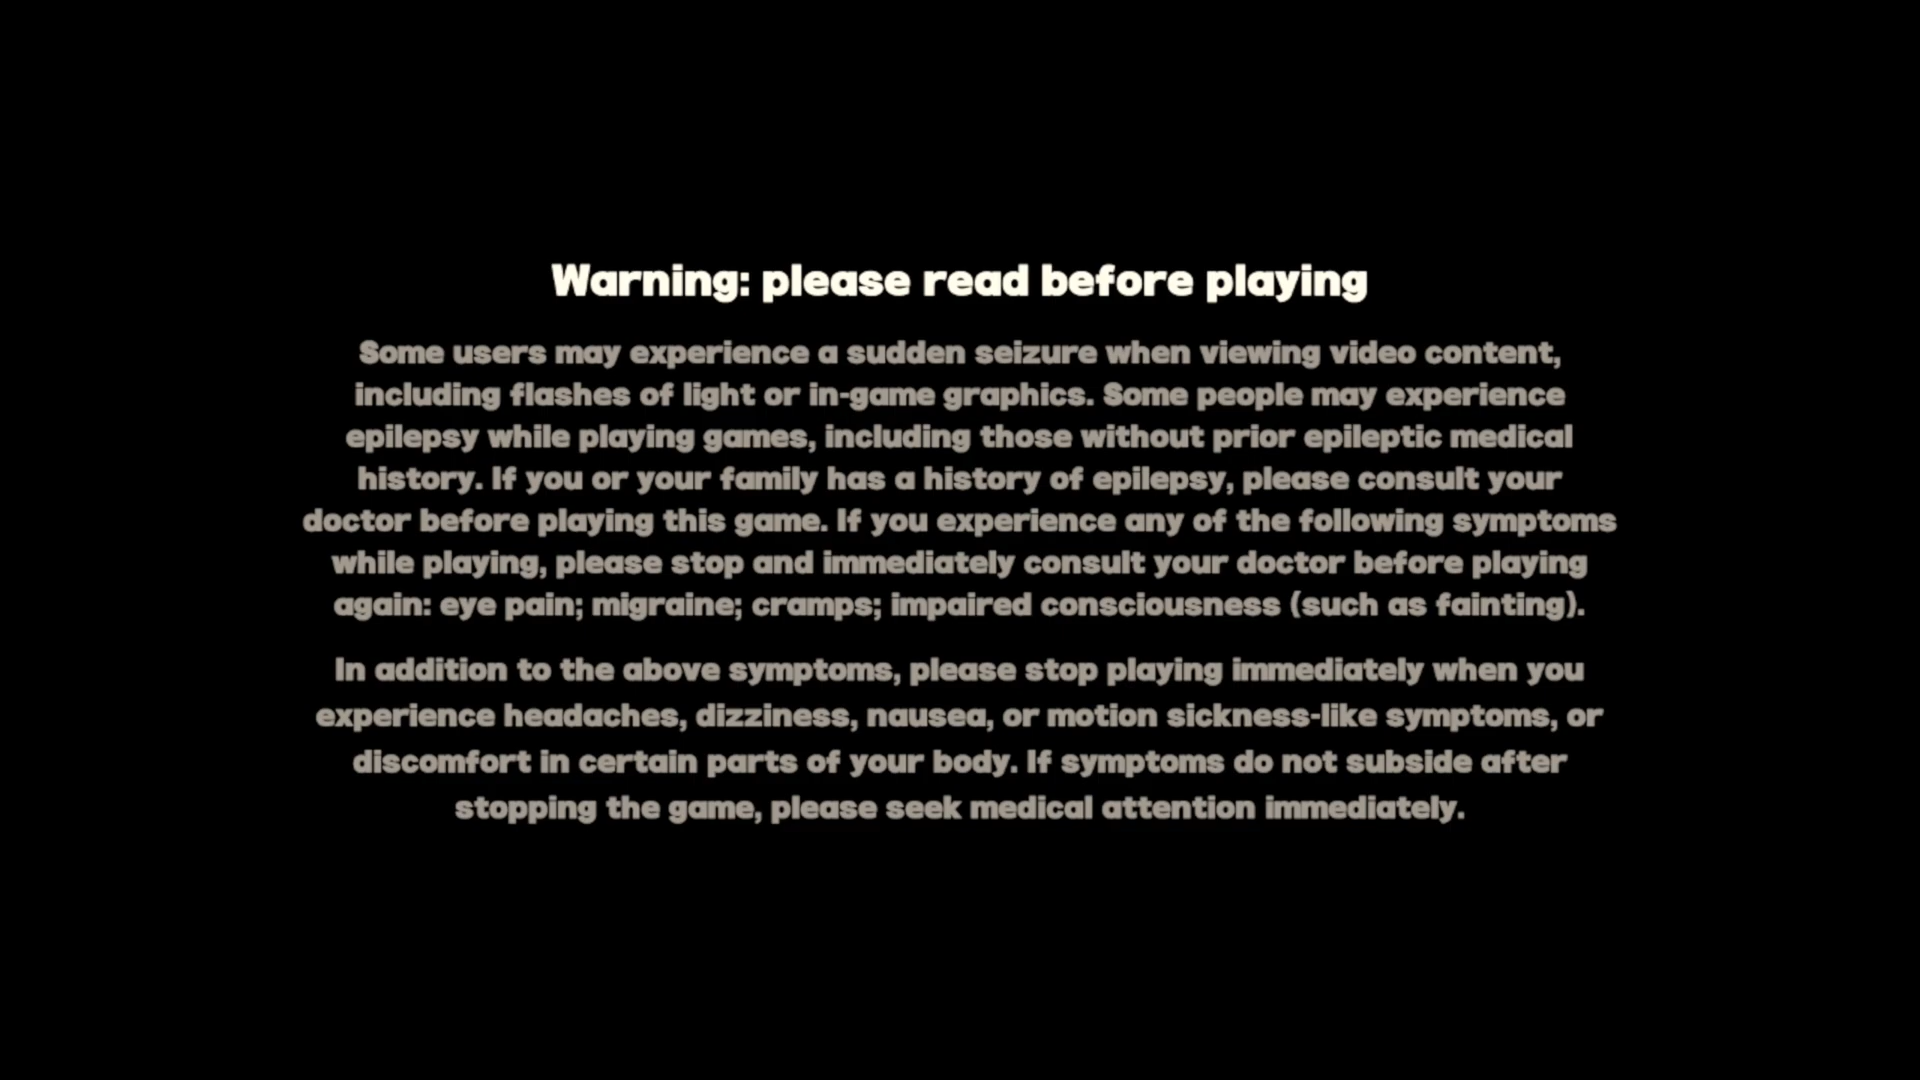 Warning: please read before playing
Some users may experience a sudden seizure when viewing video content,
including flashes of light or in-game graphics. Some people may experience
epilepsy while playing games, including those without prior epileptic medical
history. If you or your family has a history of epilepsy, please consult your
doctor before playing this game. If you experience any of the following symptoms
while playing, please stop and immediately consult your doctor before playing
again: eye pain; migraine; cramps; impaired consciousness (such as fainting).
In addition to the above symptoms, please stop playing immediately when you
experience headaches, dizziness, nausea, or motion sickness-like symptoms, or
discomfort in certain parts of your body. If symptoms do not subside after
stopping the game, please seek medical attention immediately.